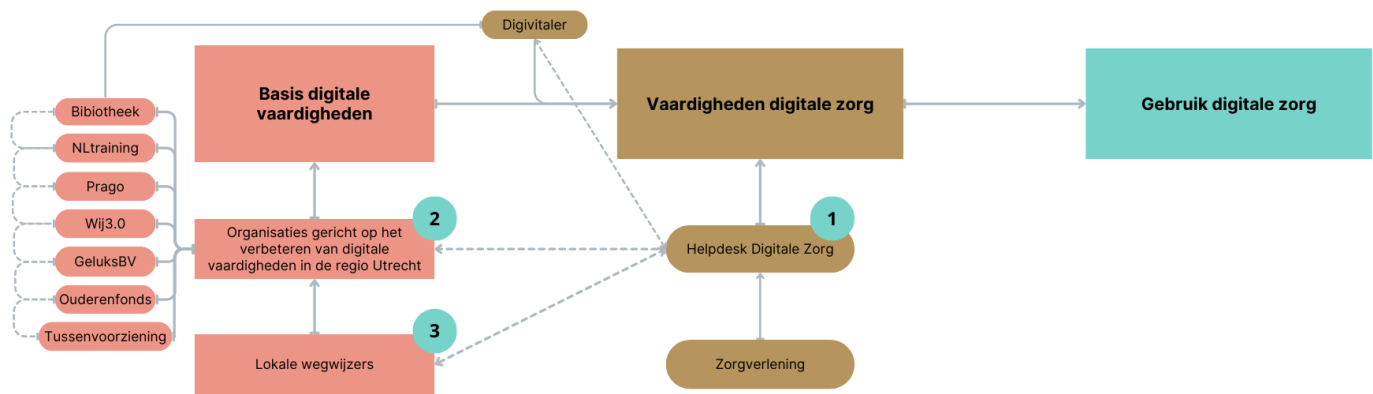 Digivitaler
Basis digitale
vaardigheden
Vaardigheden digitale zorg
Gebruik digitale zorg
Bibiotheek
NLtraining
Prago
Wij3.0
GeluksBV
Ouderenfonds
Tussenvoorziening
2
Organisaties gericht op het
verbeteren van digitale
vaardigheden in de regio Utrecht
1
Helpdesk Digitale Zorg
3
Lokale wegwijzers
Zorgverlening